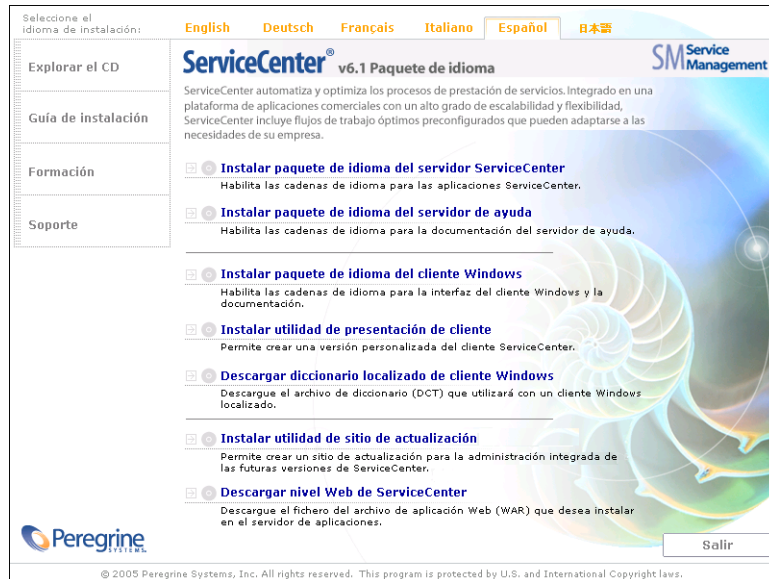 Seleccione el
idioma de instalación:
English Deutsch Français Italiano Español 日本語
Explorar el CD
Guía de instalación
Formación
Soporte
ServiceCenter® v6.1 Paquete de idioma
SM Service
Management
ServiceCenter automatiza y optimiza los procesos de prestación de servicios. Integrado en una
plataforma de aplicaciones comerciales con un alto grado de escalabilidad y flexibilidad,
ServiceCenter incluye flujos de trabajo óptimos preconfigurados que pueden adaptarse a las
necesidades de su empresa.
Instalar paquete de idioma del servidor ServiceCenter
Habilita las cadenas de idioma para las aplicaciones ServiceCenter.
Instalar paquete de idioma del servidor de ayuda
Habilita las cadenas de idioma para la documentación del servidor de ayuda.
Instalar paquete de idioma del cliente Windows
Habilita las cadenas de idioma para la interfaz del cliente Windows y la
documentación.
Instalar utilidad de presentación de cliente
Permite crear una versión personalizada del cliente ServiceCenter.
Descargar diccionario localizado de cliente Windows
Descargue el archivo de diccionario (DCT) que utilizará con un cliente Windows
localizado.
Instalar utilidad de sitio de actualización
Permite crear un sitio de actualización para la administración integrada de
las futuras versiones de ServiceCenter.
Descargar nivel Web de ServiceCenter
Descargue el fichero del archivo de aplicación Web (WAR) que desea instalar
en el servidor de aplicaciones.
Peregrine
SYSTEMS
Salir
© 2005 Peregrine Systems, Inc. All rights reserved. This program is protected by U.S. and International Copyright laws.